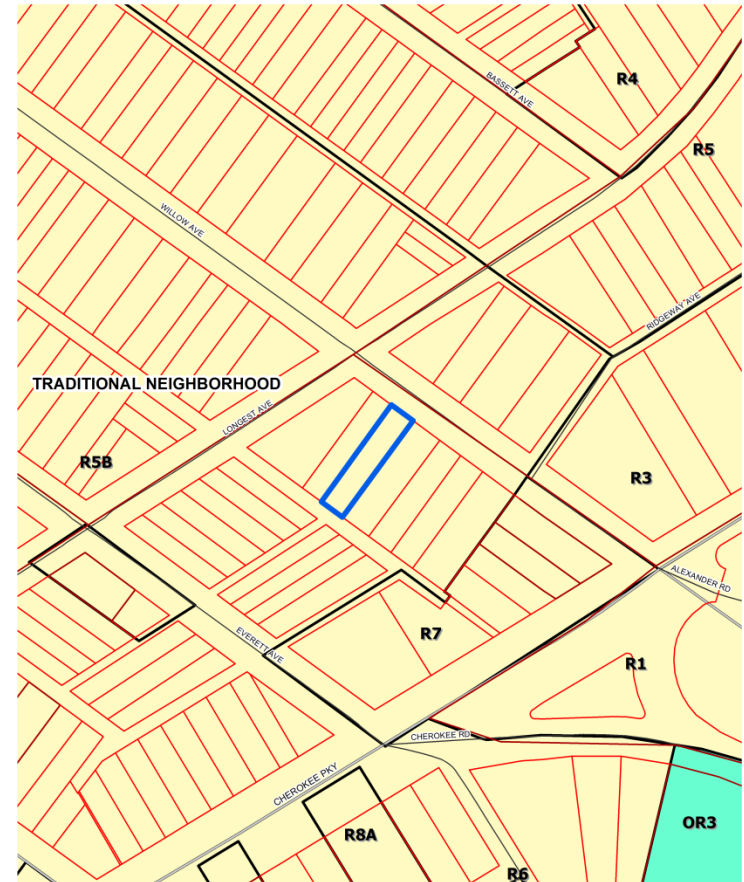 BASSETT AVE
R4
R5
WILLOW AVE
RIDGEWAY AVE
TRADITIONAL NEIGHBORHOOD
LONGEST AVE
R5B
R3
ALEXANDER RD
EVERETT AVE
R7
R1
CHEROKEE RD
CHEROKEE PKY
R8A
OR3
R6